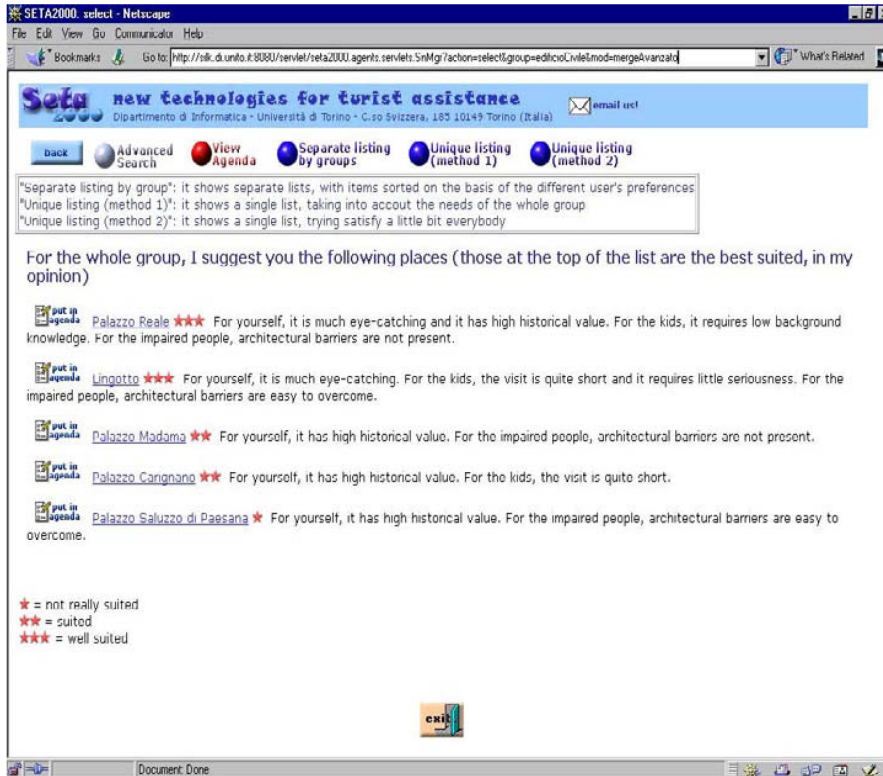 SETA2000. select - Netscape
File Edit View Go Communicator Help
Bookmarks Go to: http://silk.di.unito.it:8080/servlet/seta2000.agents.servlets.SnMgr?action=select&group=edificioCivile&mod=mergeAvanzato What's Related
Seta 2000 new technologies for turist assistance email us!
Dipartimento di Informatica - Università di Torino - C.so Svizzera, 185 10149 Torino (Italia)
back Advanced Search View Agenda Separate listing by groups Unique listing (method 1) Unique listing (method 2)
"Separate listing by group": it shows separate lists, with items sorted on the basis of the different user's preferences
"Unique listing (method 1)": it shows a single list, taking into accout the needs of the whole group
"Unique listing (method 2)": it shows a single list, trying satisfy a little bit everybody
For the whole group, I suggest you the following places (those at the top of the list are the best suited, in my
opinion)
put in agenda Palazzo Reale ★★★ For yourself, it is much eye-catching and it has high historical value. For the kids, it requires low background
knowledge. For the impaired people, architectural barriers are not present.
put in agenda Lingotto ★★★ For yourself, it is much eye-catching. For the kids, the visit is quite short and it requires little seriousness. For the
impaired people, architectural barriers are easy to overcome.
put in agenda Palazzo Madama ★★ For yourself, it has high historical value. For the impaired people, architectural barriers are not present.
put in agenda Palazzo Carignano ★★ For yourself, it has high historical value. For the kids, the visit is quite short.
put in agenda Palazzo Saluzzo di Paesana ★ For yourself, it has high historical value. For the impaired people, architectural barriers are easy to
overcome.
★ = not really suited
★★ = suited
★★★ = well suited
exit
Document: Done